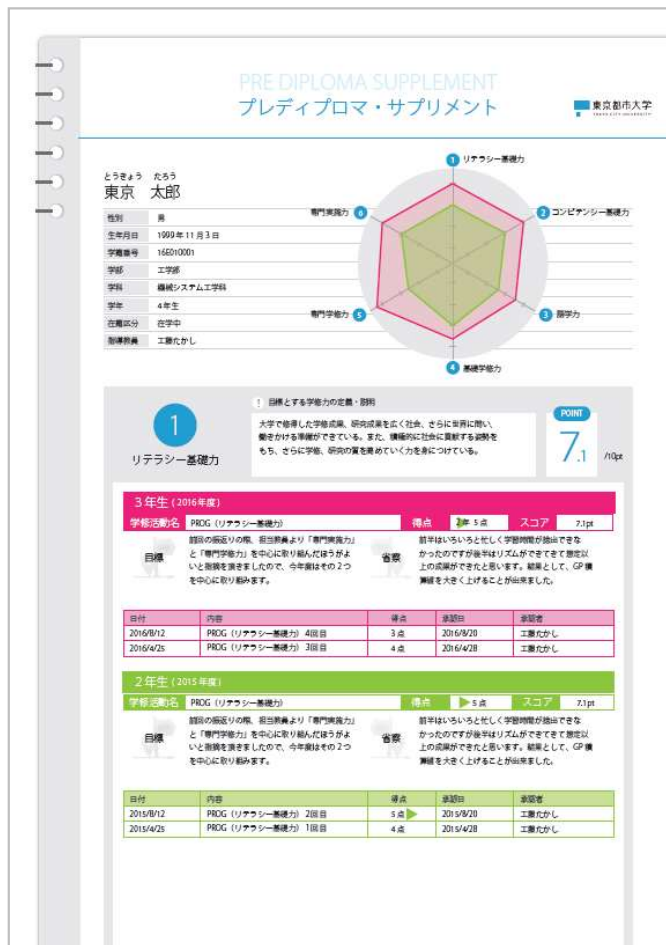 PRE DIPLOMA SUPPLEMENT
プレディプロマ・サプリメント
東京都市大学
TOKYO CITY UNIVERSITY
とうきょう たろう
東京 太郎
性別 男
生年月日 1999年11月3日
学籍番号 16E010001
学部 工学部
学科 機械システム工学科
学年 4年生
在籍区分 在学中
指導教員 工藤たかし
1 リテラシー基礎力
2 コンピテンシー基礎力
3 語学力
4 基礎学修力
5 専門学修力
6 専門実施力
1
リテラシー基礎力
! 目標とする学修力の定義・説明
大学で修得した学修成果、研究成果を広く社会、さらに世界に問い、
働きかける準備ができている。また、積極的に社会に貢献する姿勢を
もち、さらに学修、研究の質を高めていく力を身につけている。
POINT
7.1 /10pt
3年生(2016年度)
学修活動名 PROG(リテラシー基礎力) 得点 2年 5点 スコア 7.1pt
目標
前回の振返りの際、担当教員より「専門実施力」
と「専門学修力」を中心に取り組んだほうがよ
いと指摘を頂きましたので、今年度はその2つ
を中心に取り組みます。
省察
前半はいろいろと忙しく学習時間が捻出できな
かったのですが後半はリズムができてきて想定以
上の成果ができたと思います。結果として、GP積
算値を大きく上げることが出来ました。
日付 内容 得点 承認日 承認者
2016/8/12 PROG(リテラシー基礎力)4回目 3点 2016/8/20 工藤たかし
2016/4/25 PROG(リテラシー基礎力)3回目 4点 2016/4/28 工藤たかし
2年生(2015年度)
学修活動名 PROG(リテラシー基礎力) 得点 5点 スコア 7.1pt
目標
前回の振返りの際、担当教員より「専門実施力」
と「専門学修力」を中心に取り組んだほうがよ
いと指摘を頂きましたので、今年度はその2つ
を中心に取り組みます。
省察
前半はいろいろと忙しく学習時間が捻出できな
かったのですが後半はリズムができてきて想定以
上の成果ができたと思います。結果として、GP積
算値を大きく上げることが出来ました。
日付 内容 得点 承認日 承認者
2015/8/12 PROG(リテラシー基礎力)2回目 5点 2015/8/20 工藤たかし
2015/4/25 PROG(リテラシー基礎力)1回目 4点 2015/4/28 工藤たかし